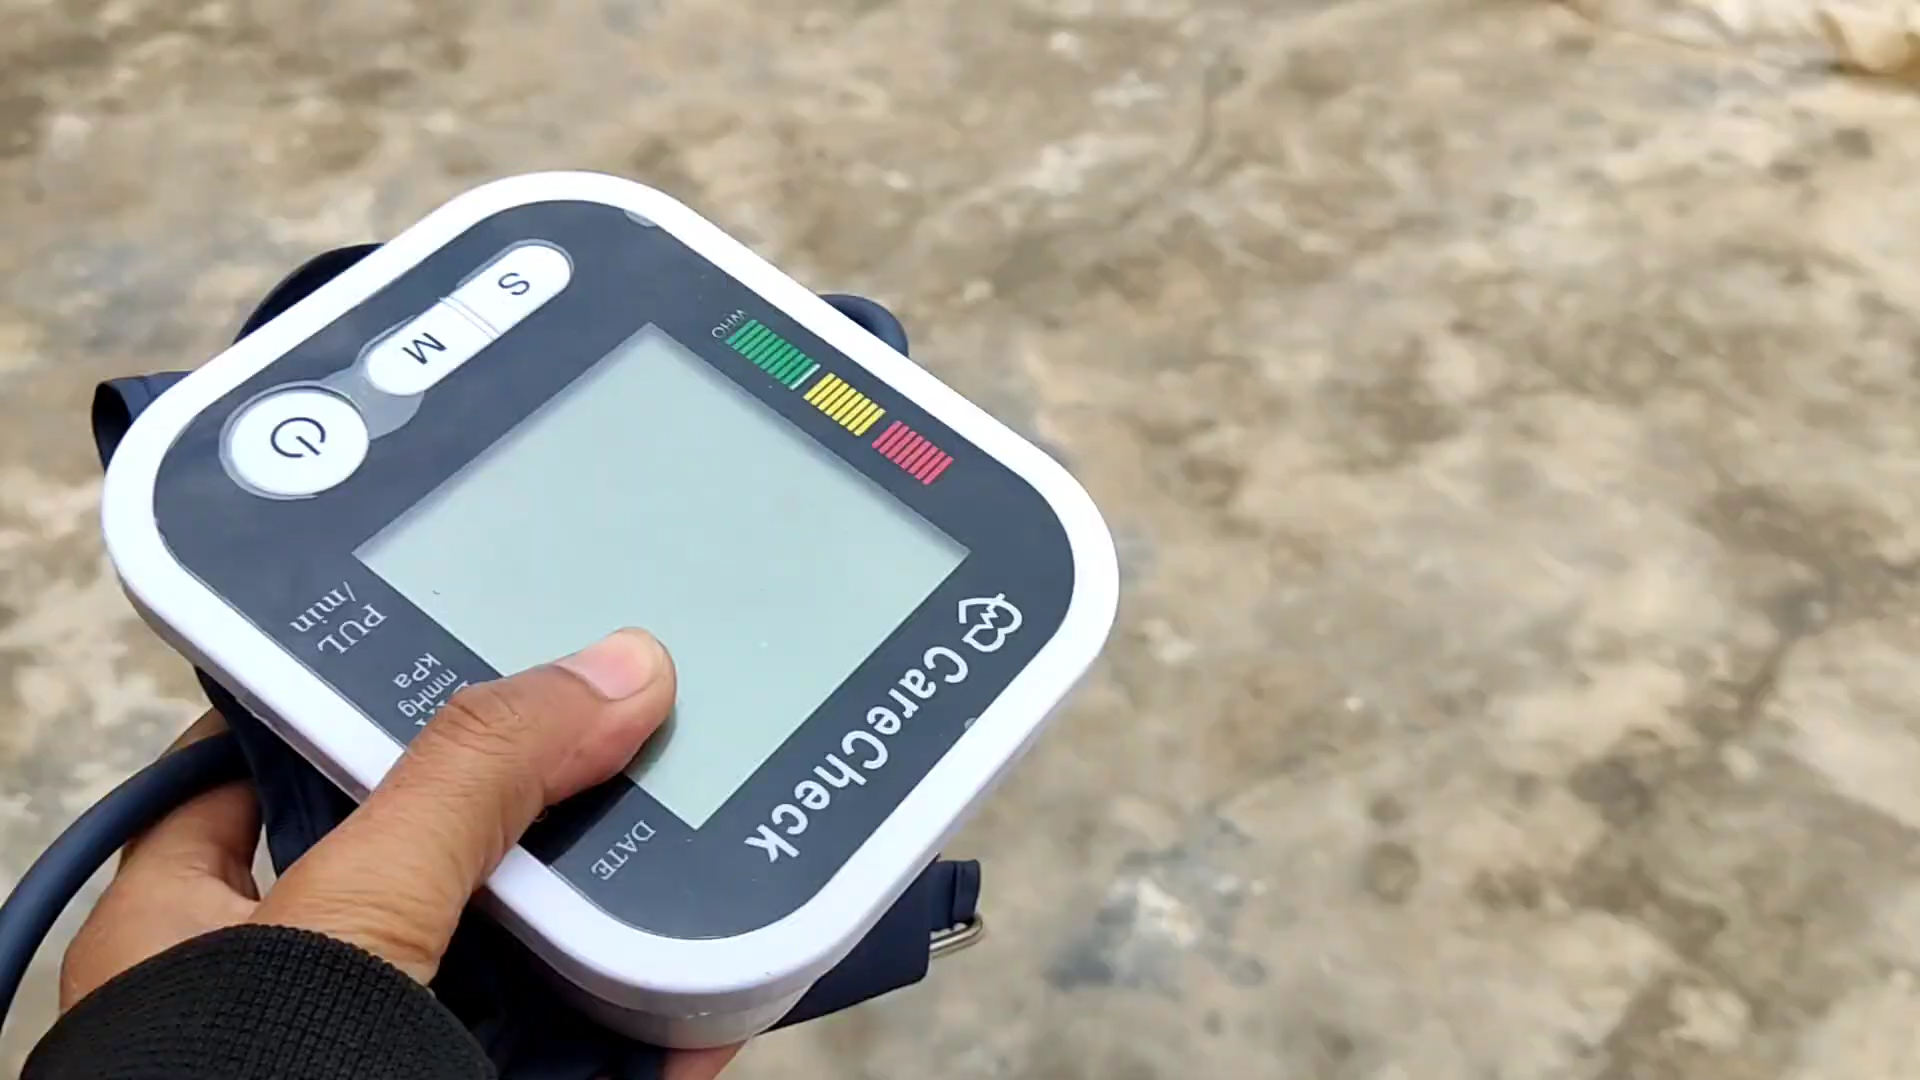 CareCheck
DATE
mmHg
kPa
PUL
/min
WHO
M
S